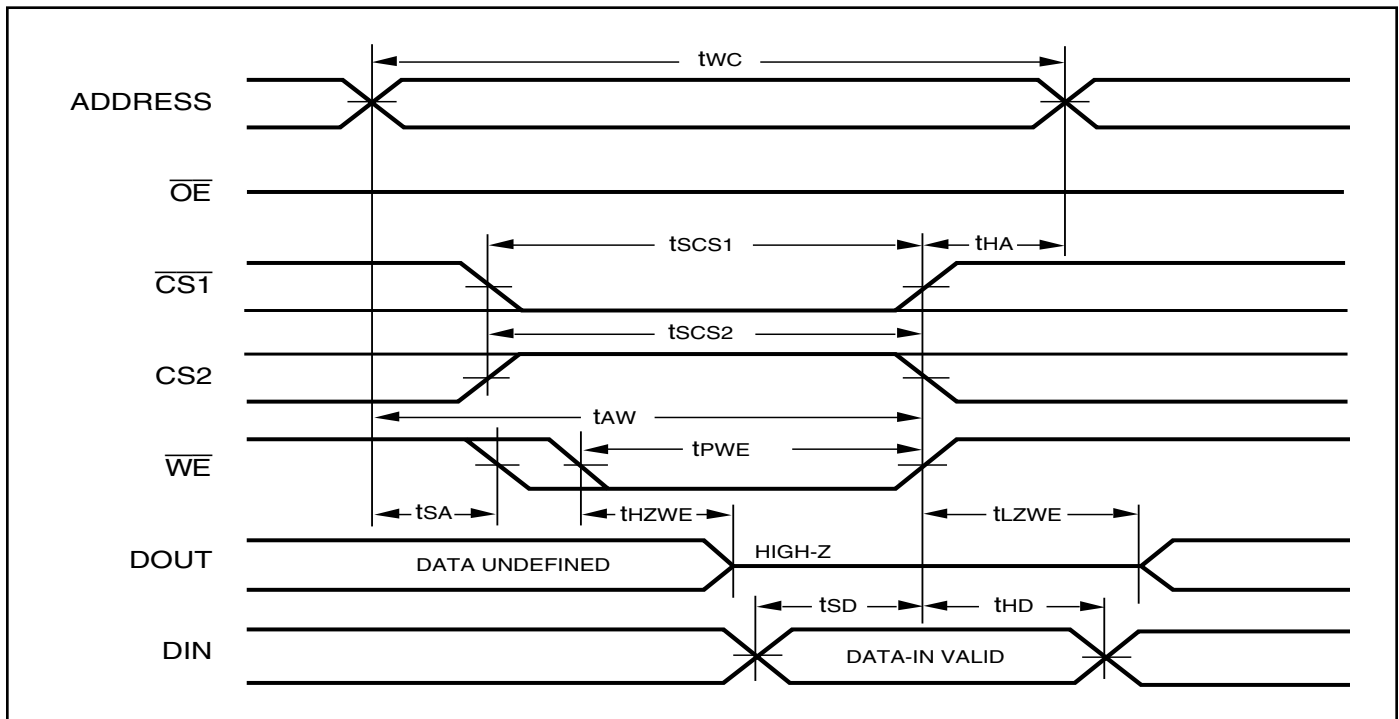 tWC
ADDRESS
OE
tSCS1
tHA
CS1
tSCS2
CS2
tAW
tPWE
WE
tSA
tHZWE
tLZWE
DOUT
DATA UNDEFINED
HIGH-Z
tSD
tHD
DIN
DATA-IN VALID